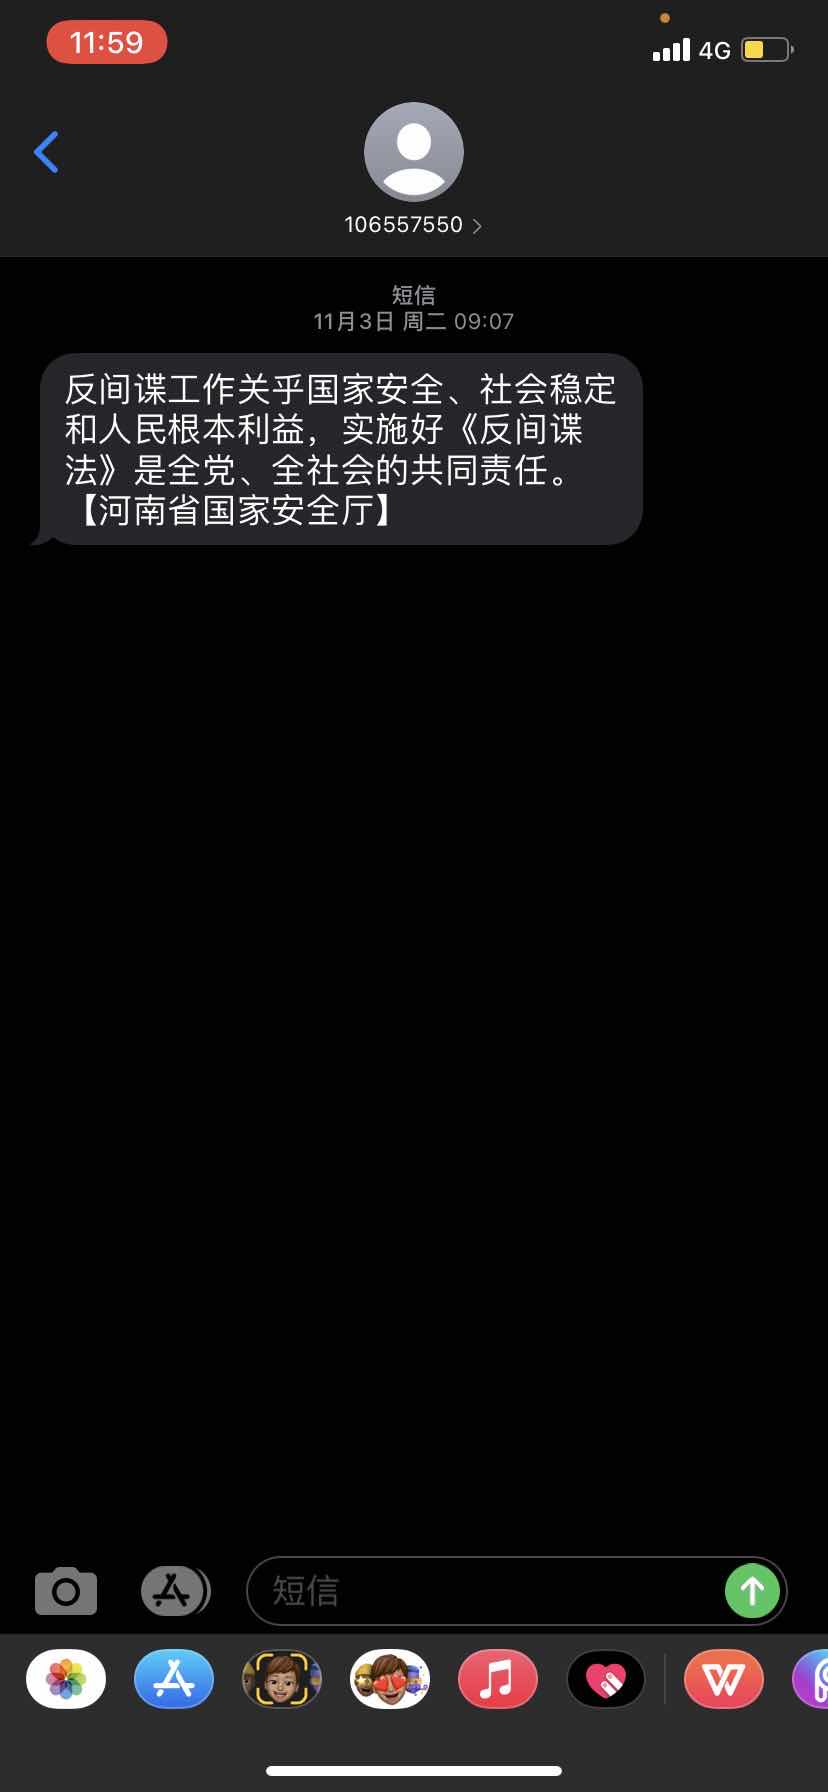 11:59
4G
106557550
短信
11月3日 周二 09:07
反间谍工作关乎国家安全、社会稳定
和人民根本利益，实施好《反间谍
法》是全党、全社会的共同责任。
【河南省国家安全厅】
短信